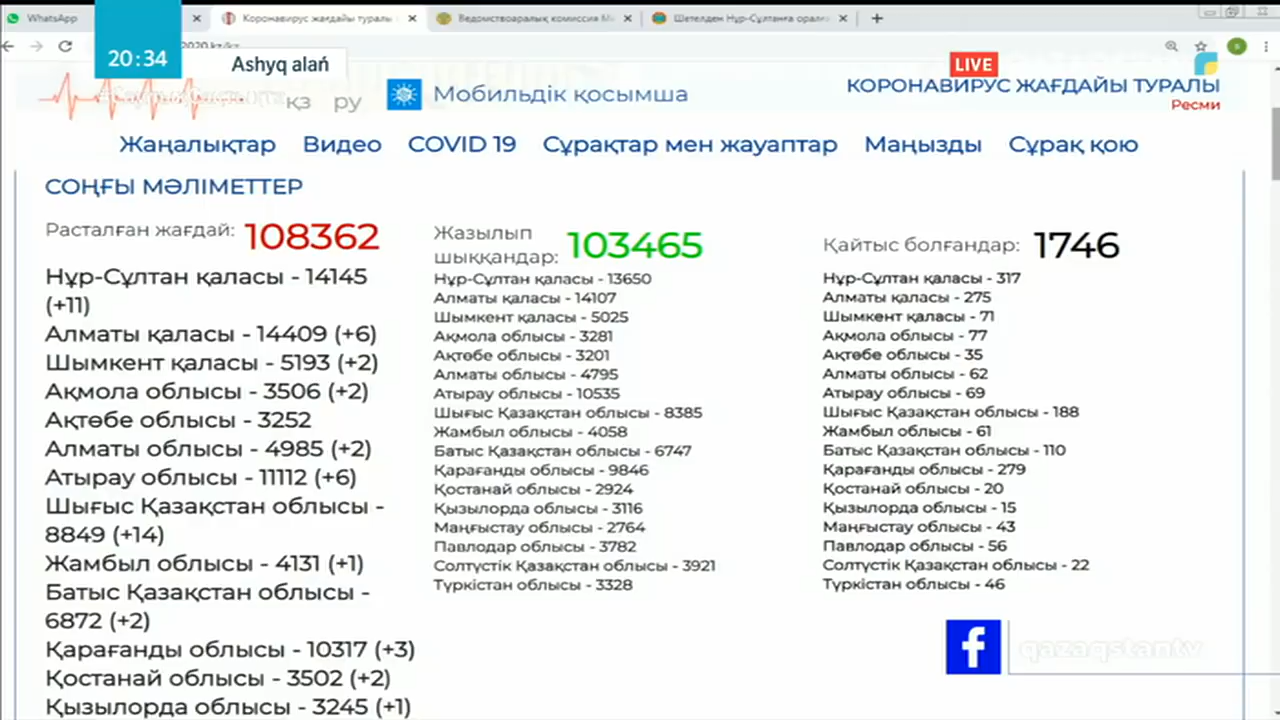 WhatsApp
Коронавирус жағдайы туралы
Ведомствоаралық комиссия М
Шетелден Нұр-Сұлтанға оралғ
20:34
2020.kz/kz
Ashyq alań
LIVE
қз ру
Мобильдік қосымша
КОРОНАВИРУС ЖАҒДАЙЫ ТУРАЛЫ
Ресми
Жаңалықтар Видео COVID 19 Сұрақтар мен жауаптар Маңызды Сұрақ қою
СОҢҒЫ МӘЛІМЕТТЕР
Расталған жағдай: 108362
Нұр-Сұлтан қаласы - 14145
(+11)
Алматы қаласы - 14409 (+6)
Шымкент қаласы - 5193 (+2)
Ақмола облысы - 3506 (+2)
Ақтөбе облысы - 3252
Алматы облысы - 4985 (+2)
Атырау облысы - 11112 (+6)
Шығыс Қазақстан облысы -
8849 (+14)
Жамбыл облысы - 4131 (+1)
Батыс Қазақстан облысы -
6872 (+2)
Қарағанды облысы - 10317 (+3)
Қостанай облысы - 3502 (+2)
Қызылорда облысы - 3245 (+1)
Жазылып
шыққандар: 103465
Нұр-Сұлтан қаласы - 13650
Алматы қаласы - 14107
Шымкент қаласы - 5025
Ақмола облысы - 3281
Ақтөбе облысы - 3201
Алматы облысы - 4795
Атырау облысы - 10535
Шығыс Қазақстан облысы - 8385
Жамбыл облысы - 4058
Батыс Қазақстан облысы - 6747
Қарағанды облысы - 9846
Қостанай облысы - 2924
Қызылорда облысы - 3116
Маңғыстау облысы - 2764
Павлодар облысы - 3782
Солтүстік Қазақстан облысы - 3921
Түркістан облысы - 3328
Қайтыс болғандар: 1746
Нұр-Сұлтан қаласы - 317
Алматы қаласы - 275
Шымкент қаласы - 71
Ақмола облысы - 77
Ақтөбе облысы - 35
Алматы облысы - 62
Атырау облысы - 69
Шығыс Қазақстан облысы - 188
Жамбыл облысы - 61
Батыс Қазақстан облысы - 110
Қарағанды облысы - 279
Қостанай облысы - 20
Қызылорда облысы - 15
Маңғыстау облысы - 43
Павлодар облысы - 56
Солтүстік Қазақстан облысы - 22
Түркістан облысы - 46
qazaqstantv